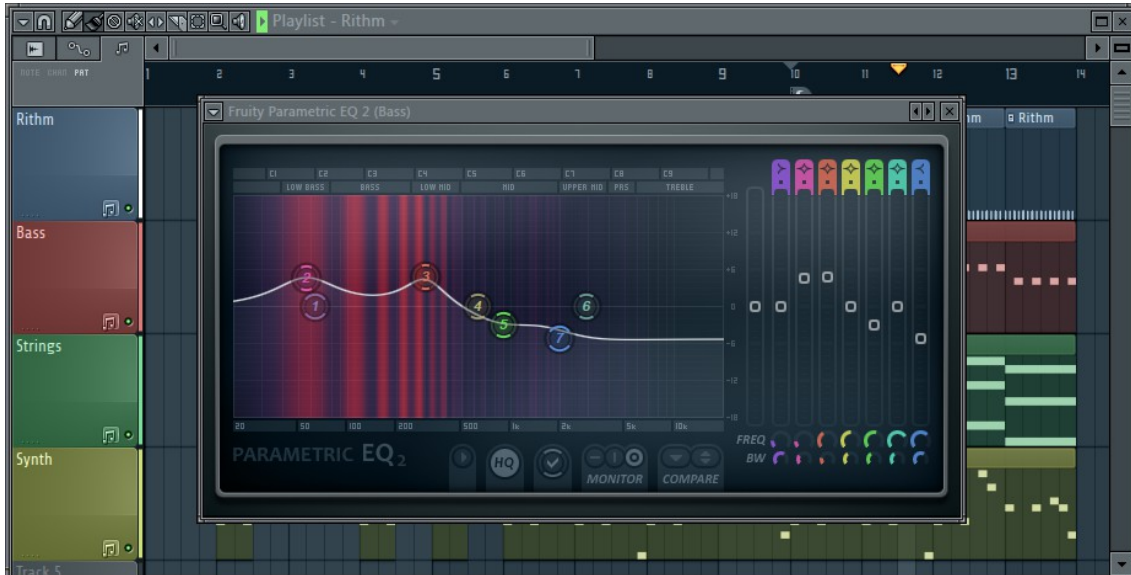 Playlist - Rithm
NOTE CHAN PAT
1 2 3 4 5 6 7 8 9 10 11 12 13 14
Rithm
Fruity Parametric EQ 2 (Bass)
Rithm
C1 C2 C3 C4 C5 C6 C7 C8 C9
LOW BASS BASS LOW MID MID UPPER MID PRS TREBLE
+18
+12
+6
0
-6
-12
-18
2 3
1 4 6
5
7
Bass
Strings
20 50 100 200 500 1k 2k 5k 10k
FREQ
BW
PARAMETRIC EQ2
HQ
MONITOR
COMPARE
Synth
Track 5